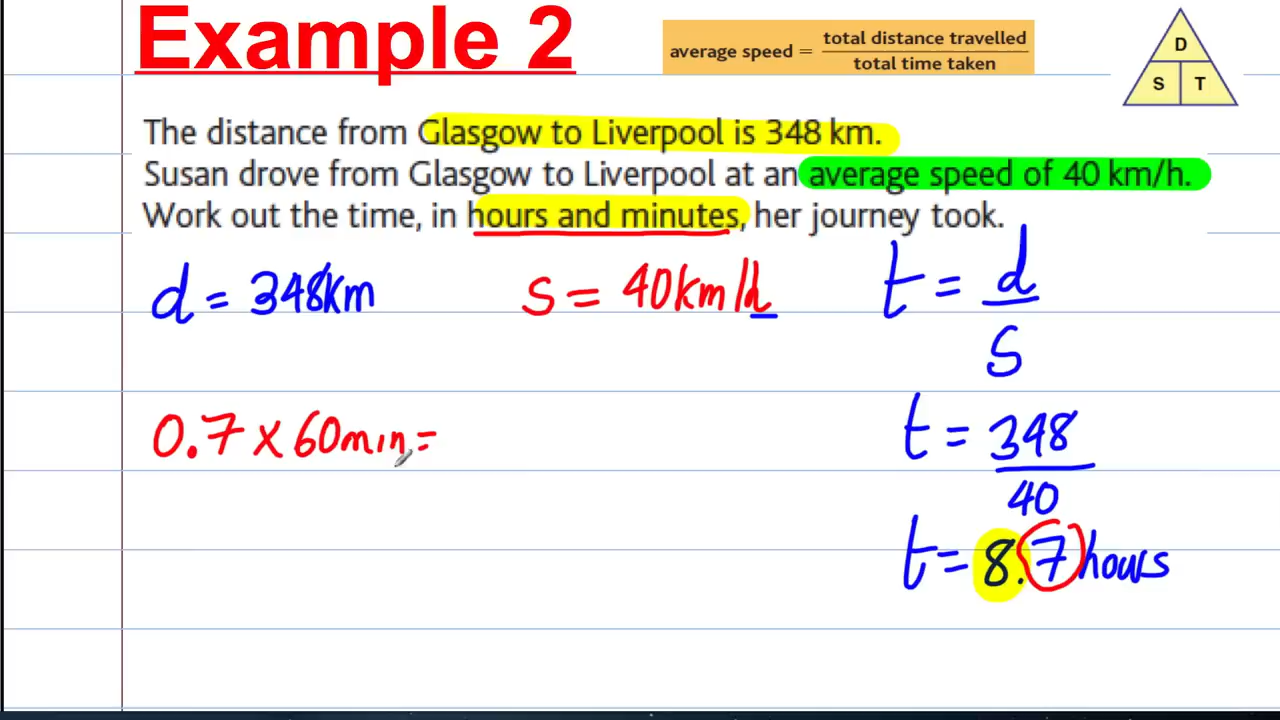 Example 2
average speed = total distance travelled
total time taken
D
S T
The distance from Glasgow to Liverpool is 348 km.
Susan drove from Glasgow to Liverpool at an average speed of 40 km/h.
Work out the time, in hours and minutes, her journey took.
d = 348km
s = 40km/h
t = d
s
0.7 x 60min=
t = 348
40
t = 8.7 hours